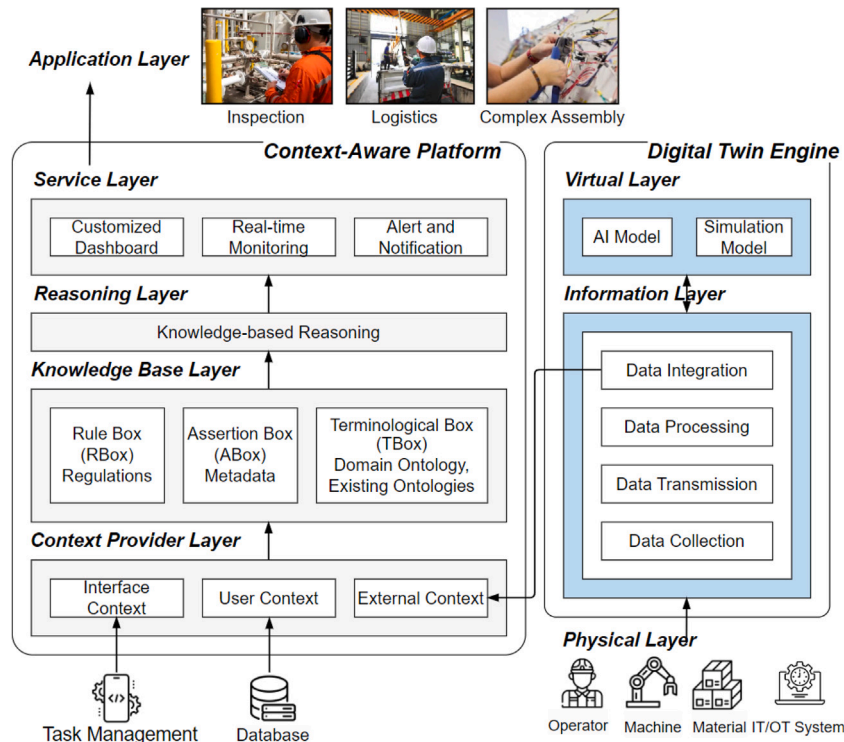 Application Layer
Inspection
Logistics
Complex Assembly
Context-Aware Platform
Service Layer
Customized
Dashboard
Real-time
Monitoring
Alert and
Notification
Reasoning Layer
Knowledge-based Reasoning
Knowledge Base Layer
Rule Box
(RBox)
Regulations
Assertion Box
(ABox)
Metadata
Terminological Box
(TBox)
Domain Ontology,
Existing Ontologies
Context Provider Layer
Interface
Context
User Context
External Context
Task Management
Database
Digital Twin Engine
Virtual Layer
AI Model
Simulation
Model
Information Layer
Data Integration
Data Processing
Data Transmission
Data Collection
Physical Layer
Operator
Machine
Material
IT/OT System